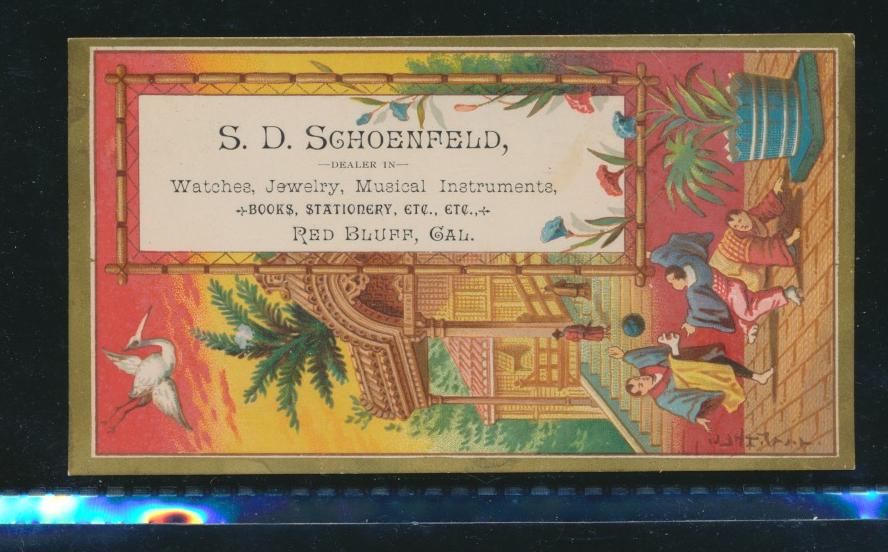 S. D. SCHOENFELD,
—DEALER IN—
Watches, Jewelry, Musical Instruments,
BOOKS, STATIONERY, ETC., ETC.,
RED BLUFF, CAL.